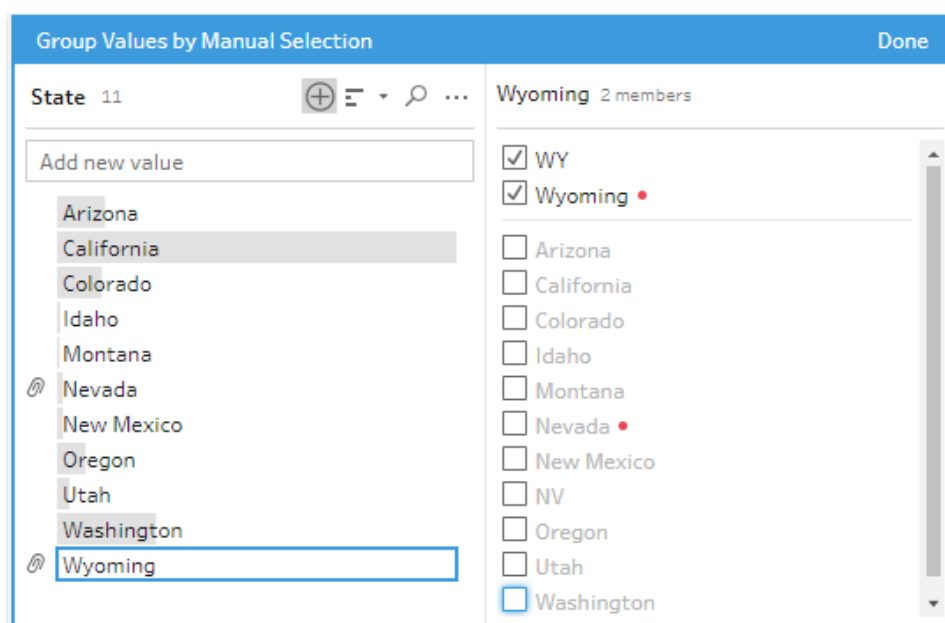 Group Values by Manual Selection Done
State 11
Add new value
Arizona
California
Colorado
Idaho
Montana
Nevada
New Mexico
Oregon
Utah
Washington
Wyoming
Wyoming 2 members
WY
Wyoming
Arizona
California
Colorado
Idaho
Montana
Nevada
New Mexico
NV
Oregon
Utah
Washington